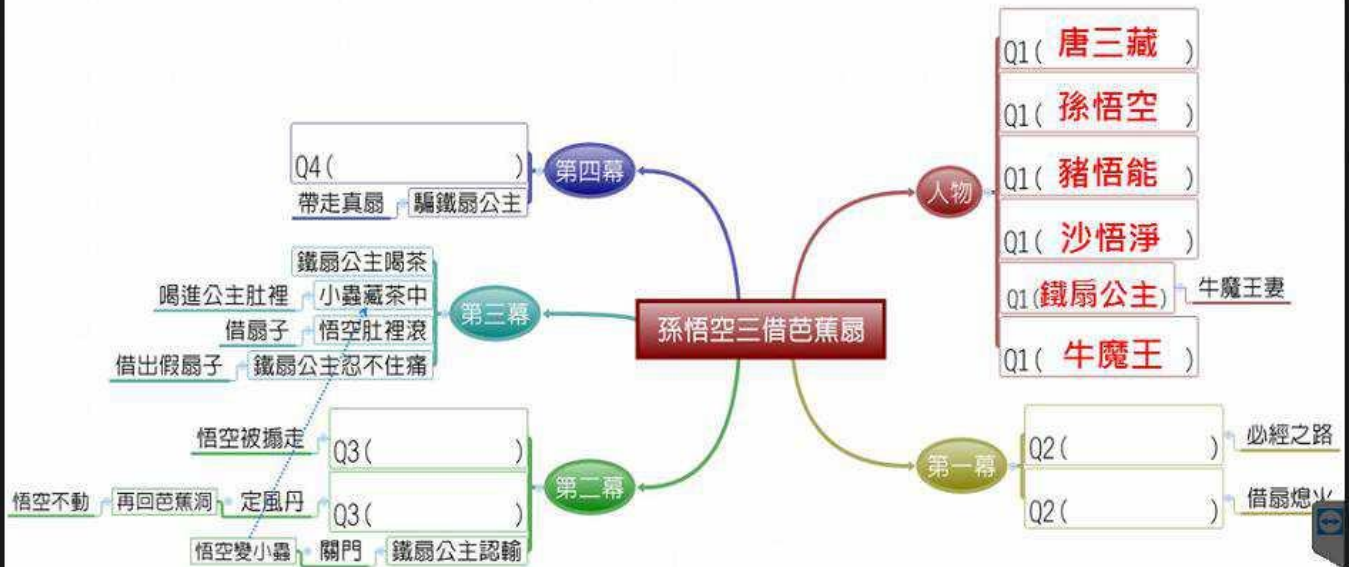 孫悟空三借芭蕉扇
人物
Q1( 唐三藏 )
Q1( 孫悟空 )
Q1( 豬悟能 )
Q1( 沙悟淨 )
Q1(鐵扇公主) 牛魔王妻
Q1( 牛魔王 )
第一幕
Q2( ) 必經之路
Q2( ) 借扇熄火
第二幕
Q3( ) 悟空被搧走
Q3( ) 定風丹 再回芭蕉洞 悟空不動
鐵扇公主認輸 關門 悟空變小蟲
第三幕
鐵扇公主喝茶
小蟲藏茶中 喝進公主肚裡
悟空肚裡滾 借扇子
鐵扇公主忍不住痛 借出假扇子
第四幕
Q4( )
騙鐵扇公主 帶走真扇